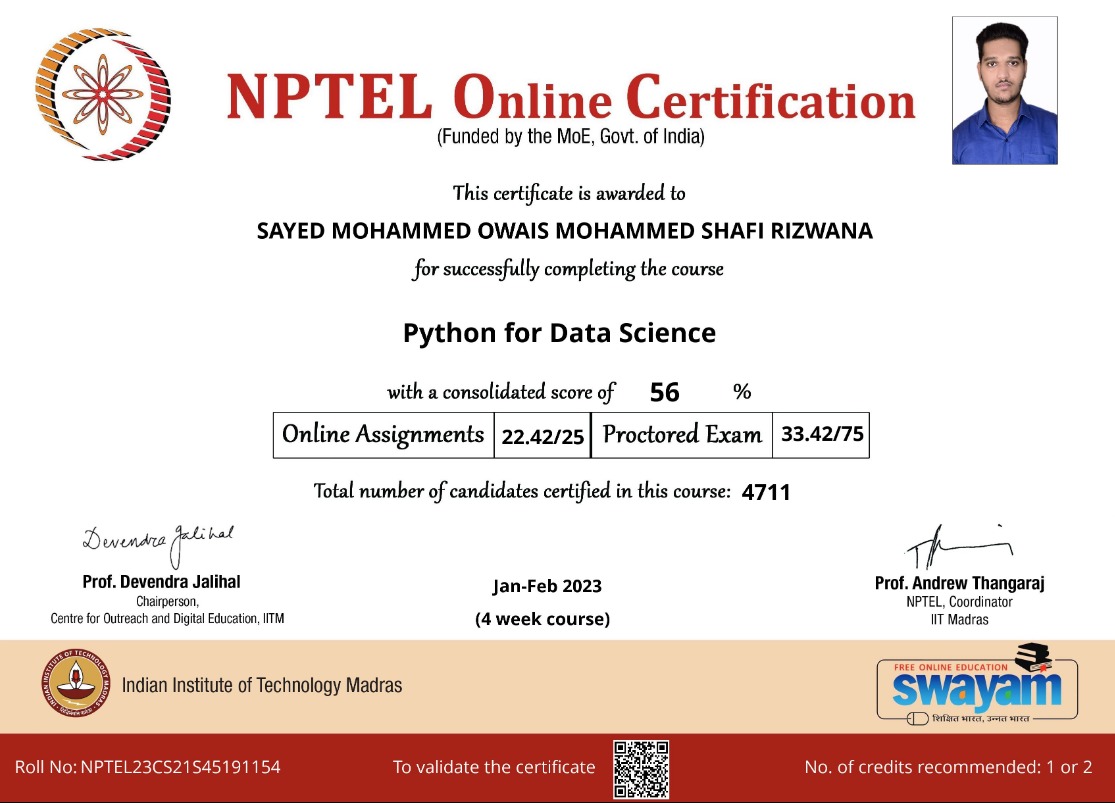 NPTEL Online Certification
(Funded by the MoE, Govt. of India)
This certificate is awarded to
SAYED MOHAMMED OWAIS MOHAMMED SHAFI RIZWANA
for successfully completing the course
Python for Data Science
with a consolidated score of 56 %
Online Assignments 22.42/25 Proctored Exam 33.42/75
Total number of candidates certified in this course: 4711
Devendra Jalihal
Prof. Devendra Jalihal
Chairperson,
Centre for Outreach and Digital Education, IITM
Jan-Feb 2023
(4 week course)
Prof. Andrew Thangaraj
NPTEL, Coordinator
IIT Madras
INDIAN INSTITUTE OF TECHNOLOGY MADRAS
Indian Institute of Technology Madras
FREE ONLINE EDUCATION
swayam
शिक्षित भारत, उन्नत भारत
Roll No: NPTEL23CS21S45191154
To validate the certificate
No. of credits recommended: 1 or 2